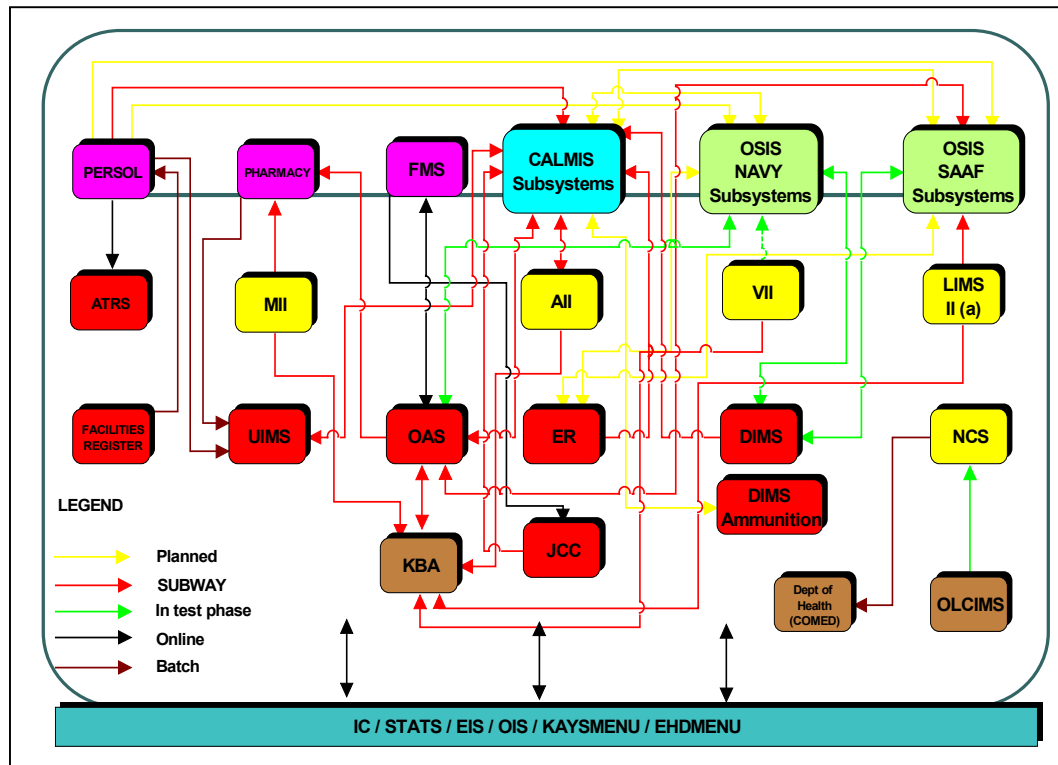 PERSOL
PHARMACY
FMS
CALMIS
Subsystems
OSIS
NAVY
Subsystems
OSIS
SAAF
Subsystems
ATRS
MII
AII
VII
LIMS
II (a)
FACILITIES
REGISTER
UIMS
OAS
ER
DIMS
NCS
DIMS
Ammunition
LEGEND
KBA
JCC
Dept of
Health
(COMED)
OLCIMS
Planned
SUBWAY
In test phase
Online
Batch
IC / STATS / EIS / OIS / KAYSMENU / EHDMENU